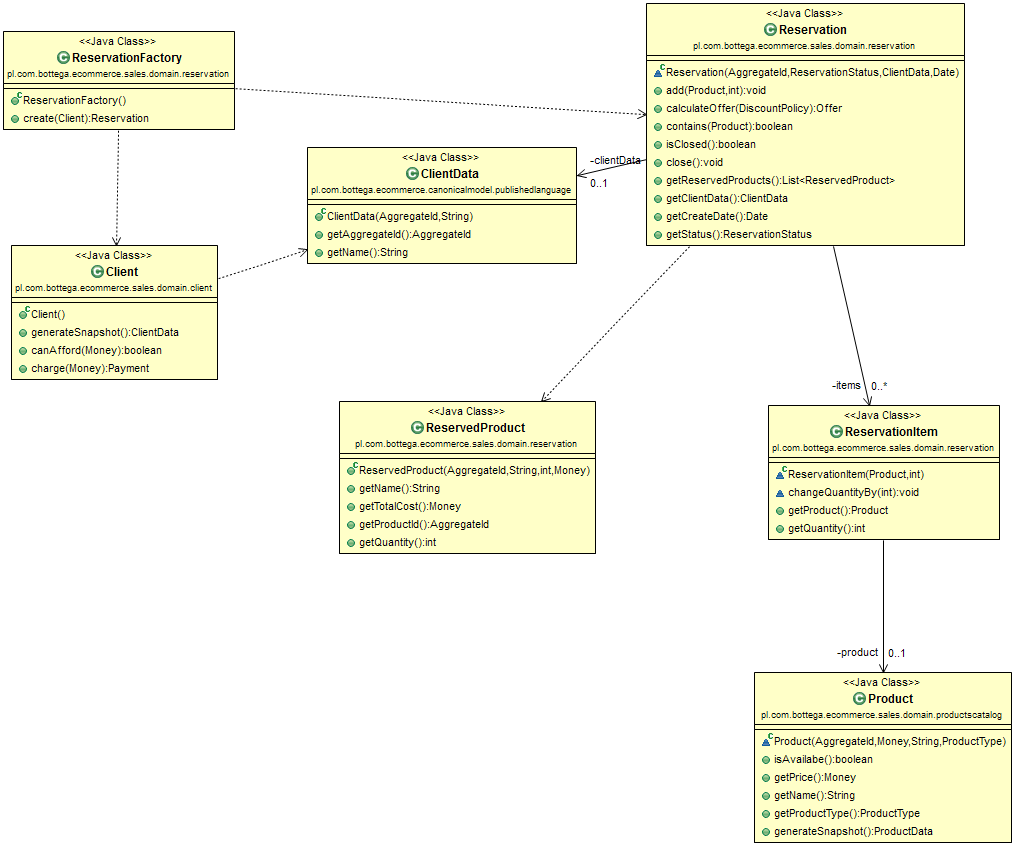 <<Java Class>>
ReservationFactory
pl.com.bottega.ecommerce.sales.domain.reservation
ReservationFactory()
create(Client):Reservation
<<Java Class>>
Reservation
pl.com.bottega.ecommerce.sales.domain.reservation
Reservation(AggregateId,ReservationStatus,ClientData,Date)
add(Product,int):void
calculateOffer(DiscountPolicy):Offer
contains(Product):boolean
isClosed():boolean
close():void
getReservedProducts():List<ReservedProduct>
getClientData():ClientData
getCreateDate():Date
getStatus():ReservationStatus
<<Java Class>>
ClientData
pl.com.bottega.ecommerce.canonicalmodel.publishedlanguage
ClientData(AggregateId,String)
getAggregateId():AggregateId
getName():String
-clientData
0..1
<<Java Class>>
Client
pl.com.bottega.ecommerce.sales.domain.client
Client()
generateSnapshot():ClientData
canAfford(Money):boolean
charge(Money):Payment
<<Java Class>>
ReservedProduct
pl.com.bottega.ecommerce.sales.domain.reservation
ReservedProduct(AggregateId,String,int,Money)
getName():String
getTotalCost():Money
getProductId():AggregateId
getQuantity():int
-items
0..*
<<Java Class>>
ReservationItem
pl.com.bottega.ecommerce.sales.domain.reservation
ReservationItem(Product,int)
changeQuantityBy(int):void
getProduct():Product
getQuantity():int
-product
0..1
<<Java Class>>
Product
pl.com.bottega.ecommerce.sales.domain.productscatalog
Product(AggregateId,Money,String,ProductType)
isAvailabe():boolean
getPrice():Money
getName():String
getProductType():ProductType
generateSnapshot():ProductData